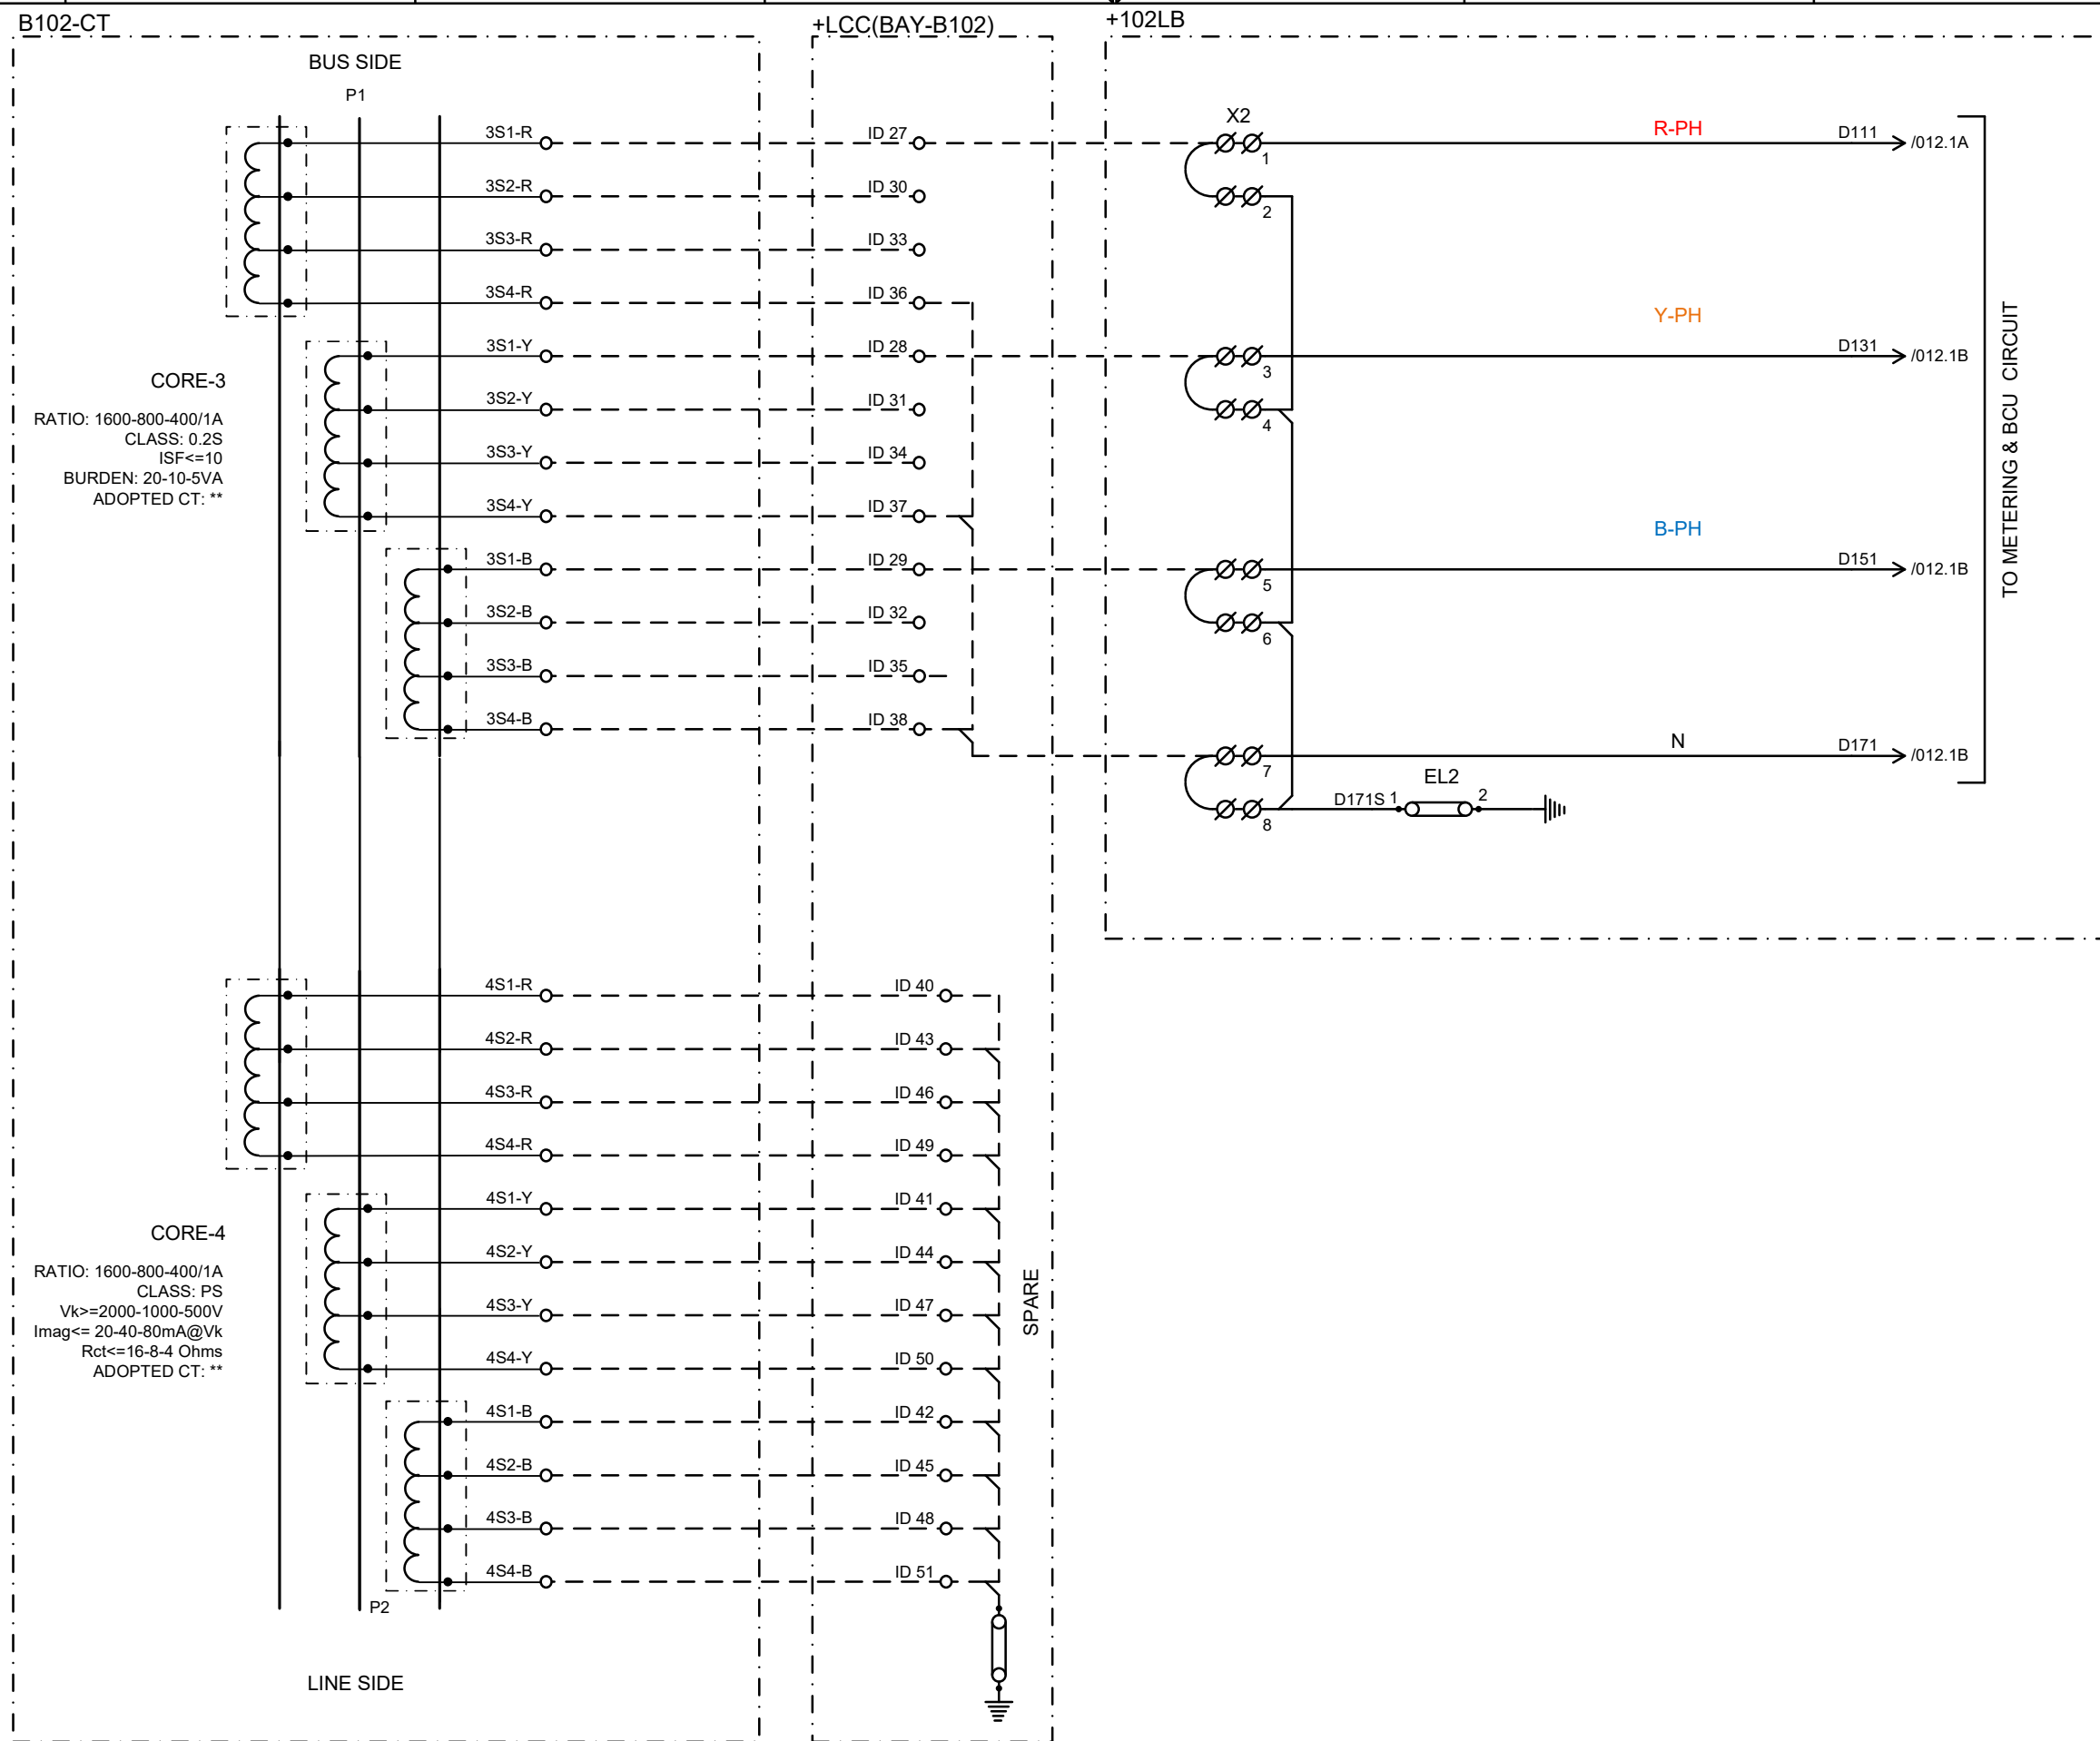 B102-CT
+LCC(BAY-B102)
+102LB
BUS SIDE
P1
X2
3S1-R
ID 27
1
R-PH
D111
/012.1A
3S2-R
ID 30
2
3S3-R
ID 33
3S4-R
ID 36
Y-PH
3S1-Y
ID 28
3
D131
/012.1B
CORE-3
RATIO: 1600-800-400/1A
CLASS: 0.2S
ISF<=10
BURDEN: 20-10-5VA
ADOPTED CT: **
3S2-Y
ID 31
4
3S3-Y
ID 34
3S4-Y
ID 37
B-PH
TO METERING & BCU CIRCUIT
3S1-B
ID 29
5
D151
/012.1B
3S2-B
ID 32
6
3S3-B
ID 35
3S4-B
ID 38
7
N
D171
/012.1B
8
D171S
1
EL2
2
4S1-R
ID 40
4S2-R
ID 43
4S3-R
ID 46
4S4-R
ID 49
4S1-Y
ID 41
CORE-4
RATIO: 1600-800-400/1A
CLASS: PS
Vk>=2000-1000-500V
Imag<= 20-40-80mA@Vk
Rct<=16-8-4 Ohms
ADOPTED CT: **
4S2-Y
ID 44
4S3-Y
ID 47
SPARE
4S4-Y
ID 50
4S1-B
ID 42
4S2-B
ID 45
4S3-B
ID 48
4S4-B
ID 51
P2
LINE SIDE